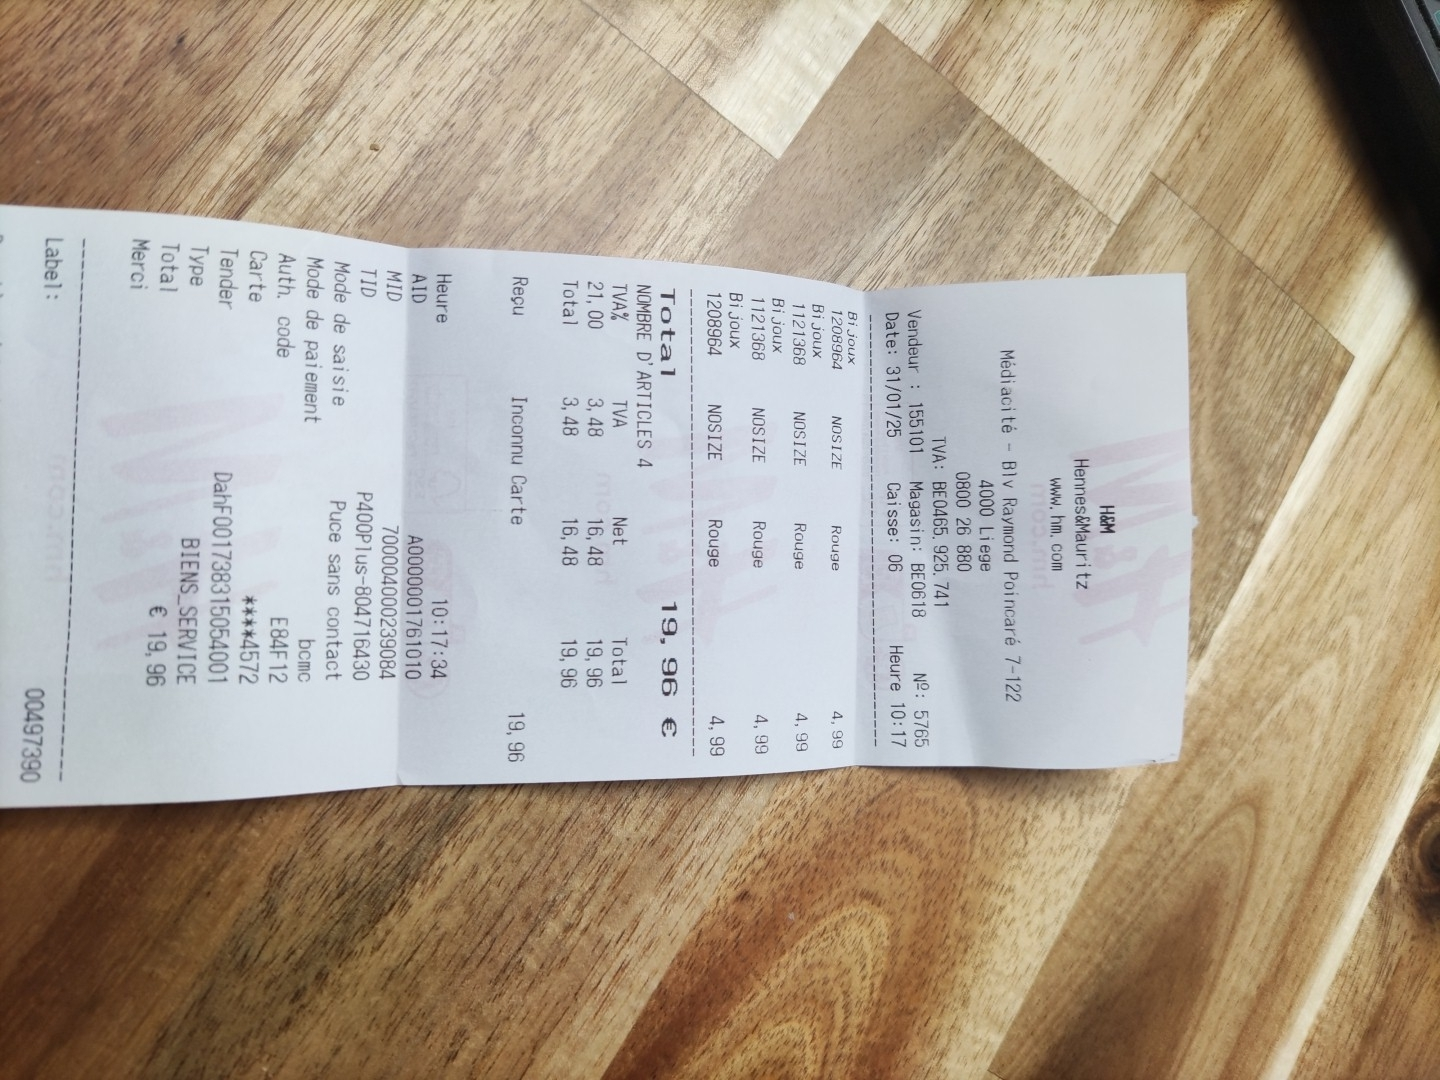 H&M
Hennes&Mauritz
www.hm.com
Médiacité - Blv Raymond Poincaré 7-122
4000 Liege
0800 26 880
TVA: BE0465.925.741
Vendeur : 155101 Magasin: BE0618 Nº: 5765
Date: 31/01/25 Caisse: 06 Heure 10:17
Bijoux
1208964 NOSIZE Rouge 4,99
Bijoux
1121368 NOSIZE Rouge 4,99
Bijoux
1121368 NOSIZE Rouge 4,99
Bijoux
1208964 NOSIZE Rouge 4,99
Total 19,96 €
NOMBRE D'ARTICLES 4
TVA% TVA Net Total
21,00 3,48 16,48 19,96
Total 3,48 16,48 19,96
Reçu Inconnu Carte 19,96
Heure 10:17:34
AID A0000001761010
MID 70000400239084
TID P400Plus-804716430
Mode de saisie Puce sans contact
Mode de paiement bcmc
Auth. code E84F12
Carte ****4572
Tender DahF001738315054001
Type BIENS_SERVICE
Total € 19,96
Merci
Label: 00497390